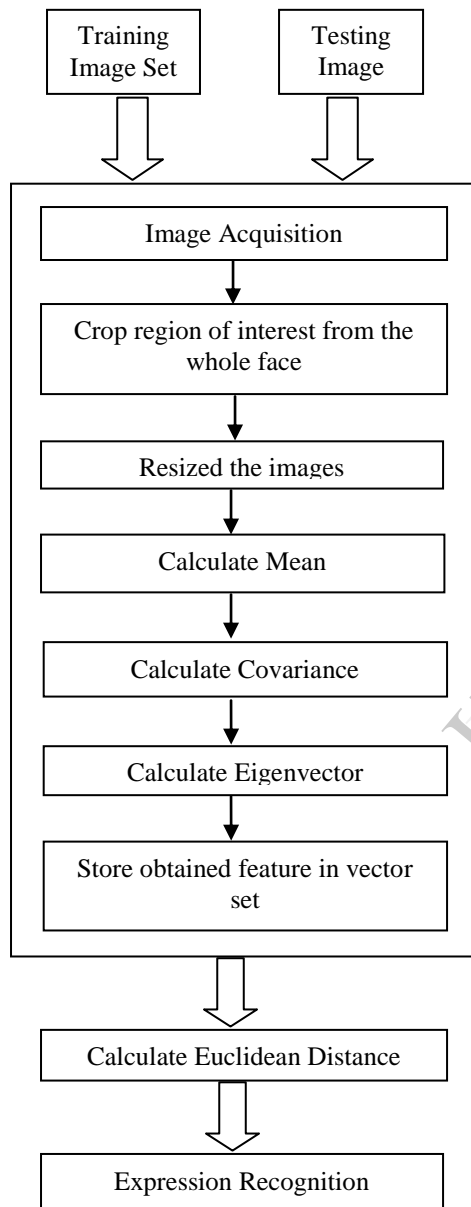 Training
Image Set
Testing
Image
Image Acquisition
Crop region of interest from the
whole face
Resized the images
Calculate Mean
Calculate Covariance
Calculate Eigenvector
Store obtained feature in vector
set
Calculate Euclidean Distance
Expression Recognition